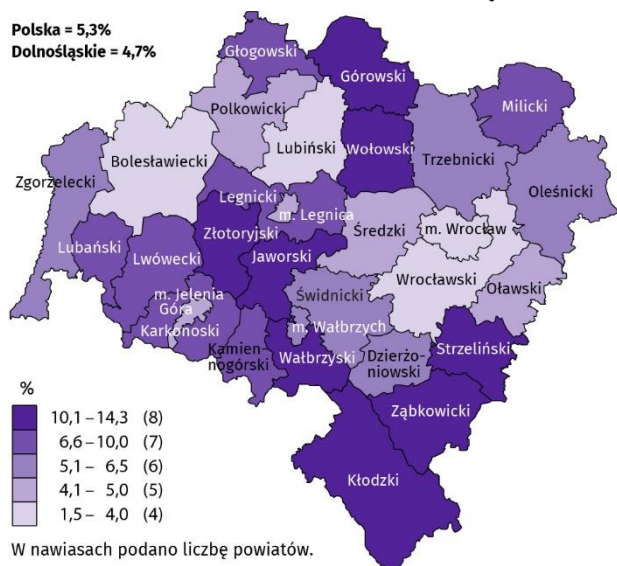 Polska = 5,3%
Dolnośląskie = 4,7%
Głogowski
Górowski
Milicki
Polkowicki
Lubiński
Wołowski
Trzebnicki
Bolesławiecki
Zgorzelecki
Oleśnicki
Legnicki
m. Legnica
Średzki
m. Wrocław
Lubański
Lwówecki
Złotoryjski
Jaworski
Wrocławski
Oławski
m. Jelenia
Góra
Karkonoski
Świdnicki
m. Wałbrzych
Kamien-
nogórski
Wałbrzyski
Dzierżo-
niowski
Strzeliński
Ząbkowicki
Kłodzki
%
10,1 – 14,3 (8)
6,6 – 10,0 (7)
5,1 – 6,5 (6)
4,1 – 5,0 (5)
1,5 – 4,0 (4)
W nawiasach podano liczbę powiatów.